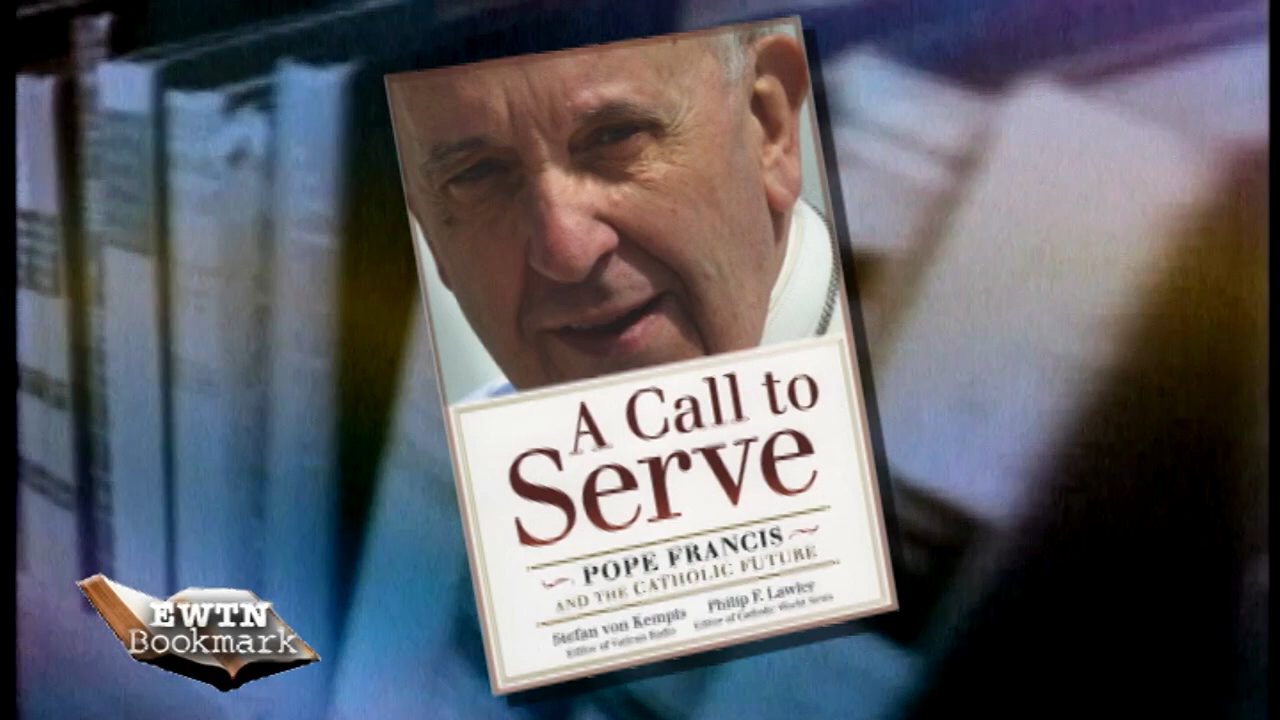 A Call to
Serve
POPE FRANCIS
AND THE CATHOLIC FUTURE
Stefan von Kempis Philip F. Lawler
Editor of Vatican Radio Editor of Catholic World News
EWTN
Bookmark